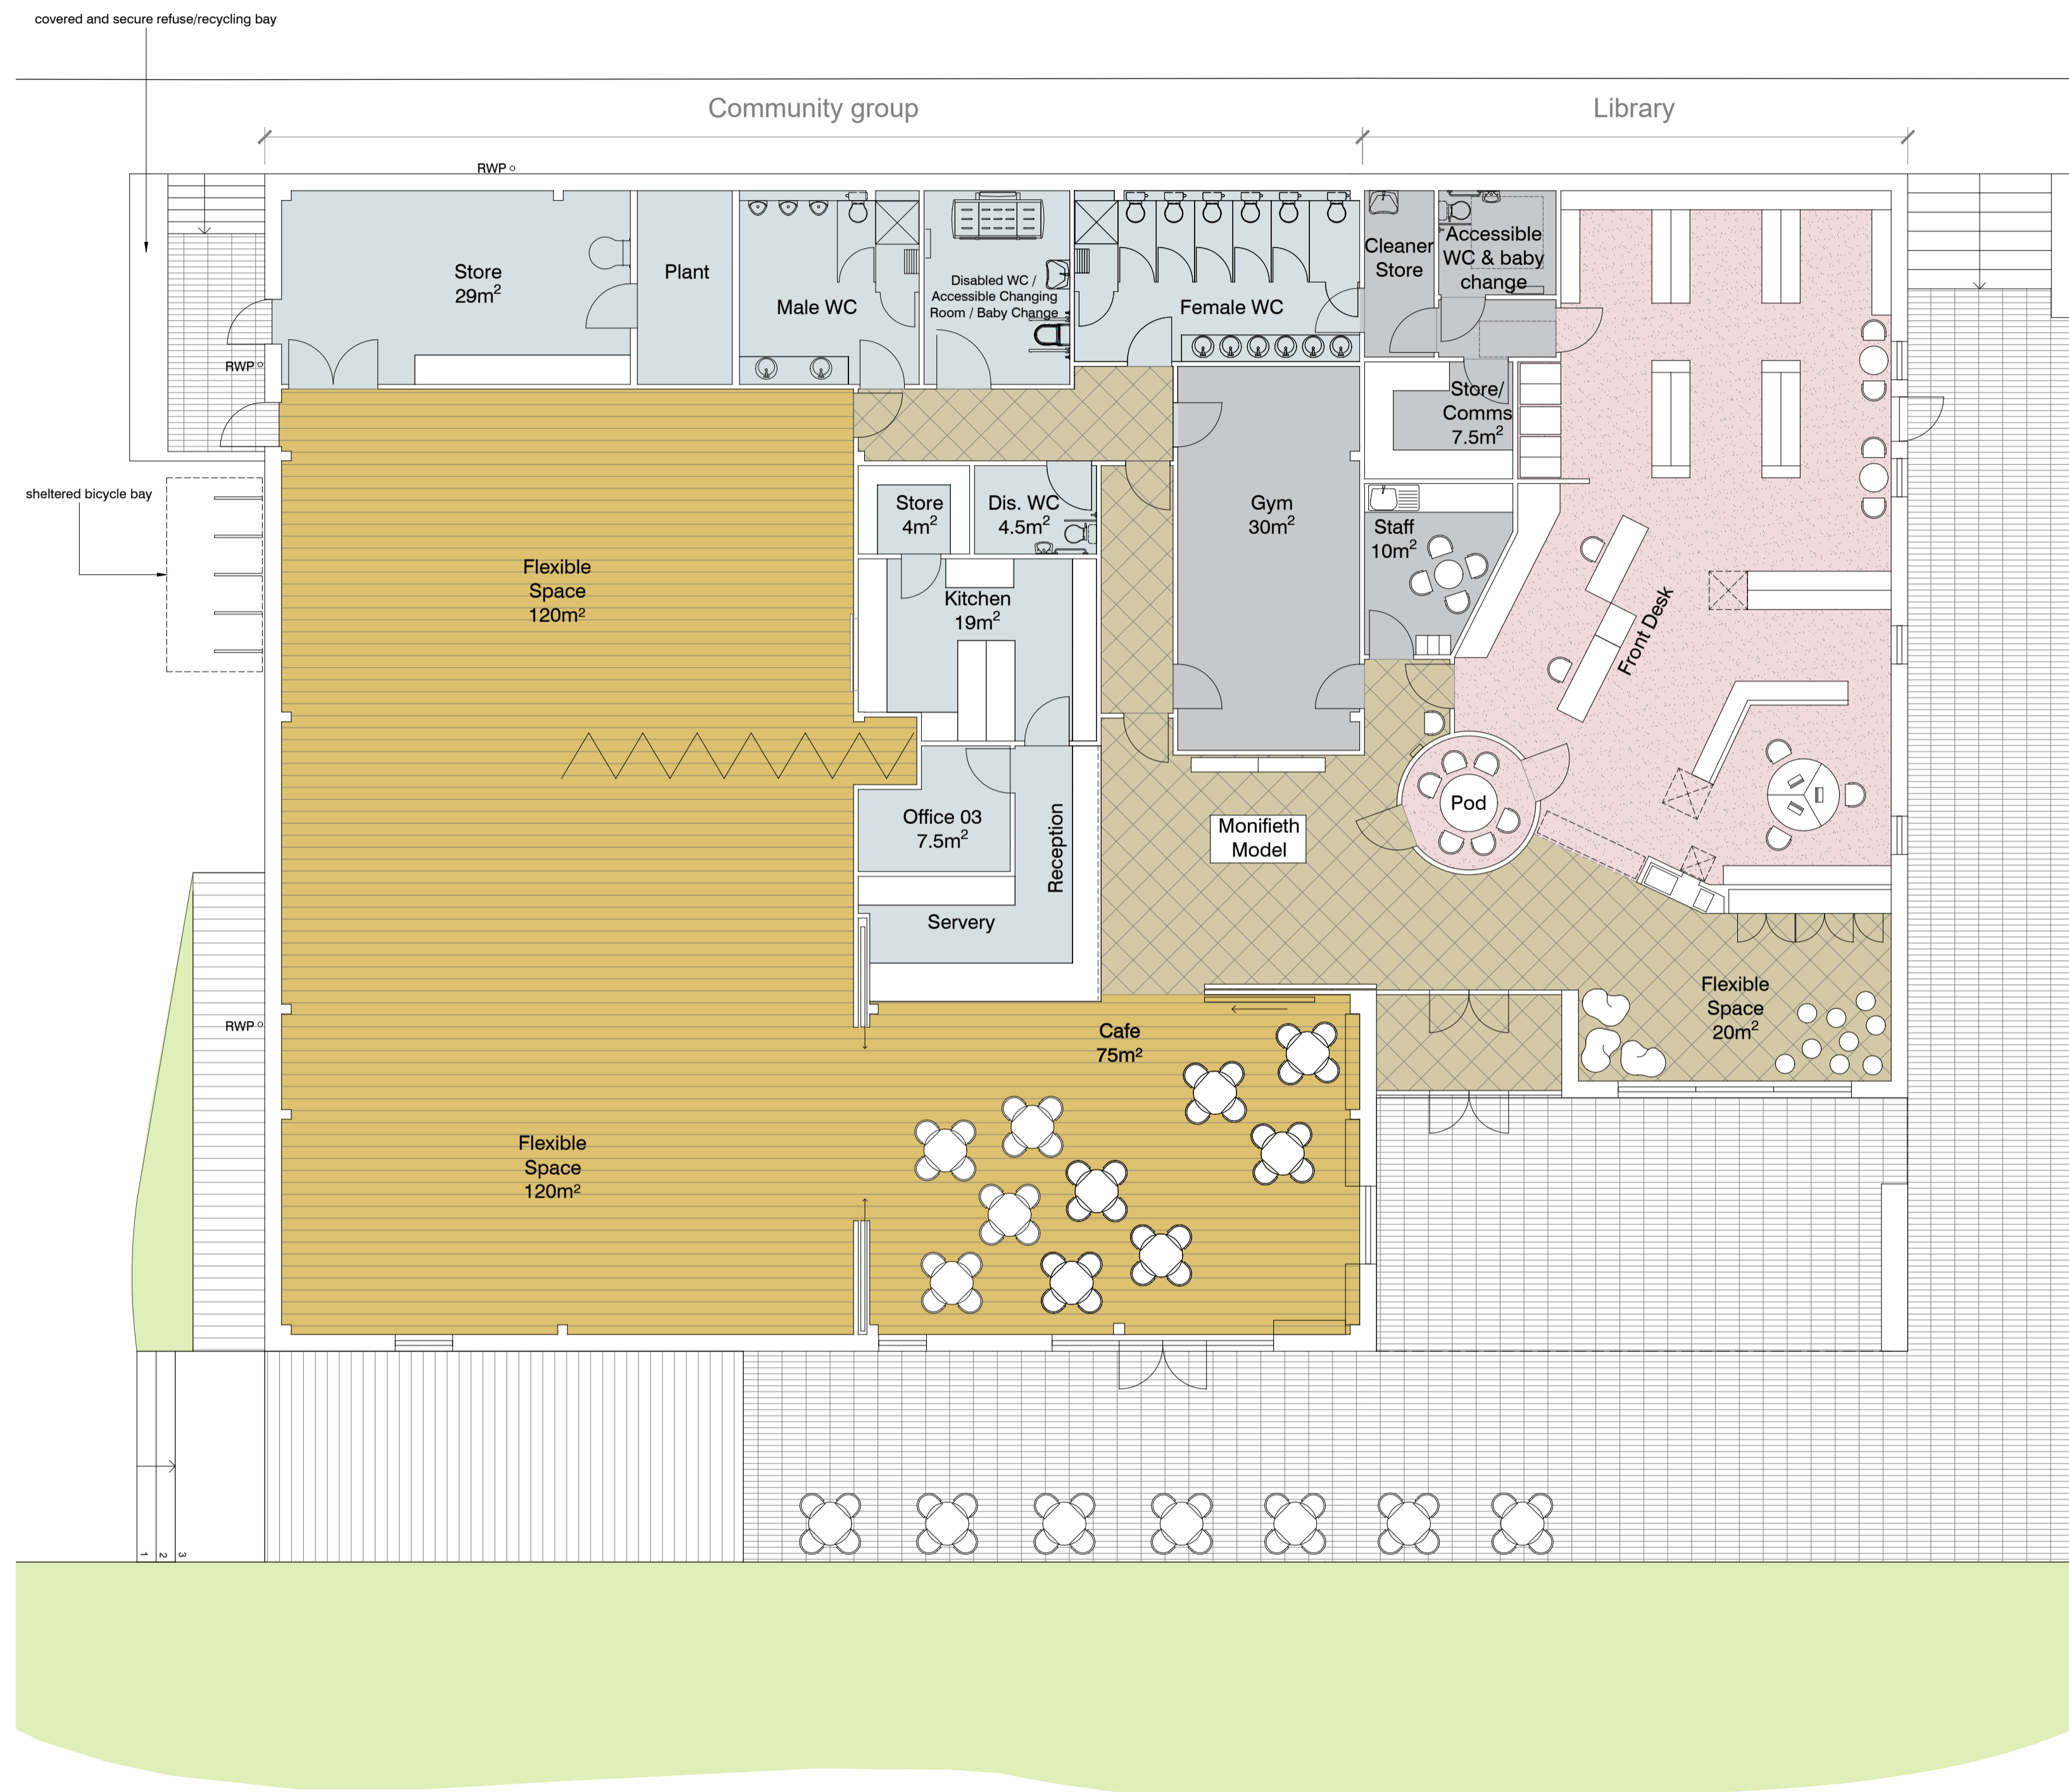 covered and secure refuse/recycling bay
Community group
Library
RWP
Store
29m²
Plant
Male WC
Disabled WC /
Accessible Changing
Room / Baby Change
Female WC
Cleaner
Store
Accessible
WC & baby
change
RWP
Store/
Comms
7.5m²
sheltered bicycle bay
Flexible
Space
120m²
Store
4m²
Dis. WC
4.5m²
Gym
30m²
Staff
10m²
Kitchen
19m²
Front Desk
Office 03
7.5m²
Reception
Servery
Monifieth
Model
Pod
Flexible
Space
20m²
RWP
Cafe
75m²
Flexible
Space
120m²
1
2
3